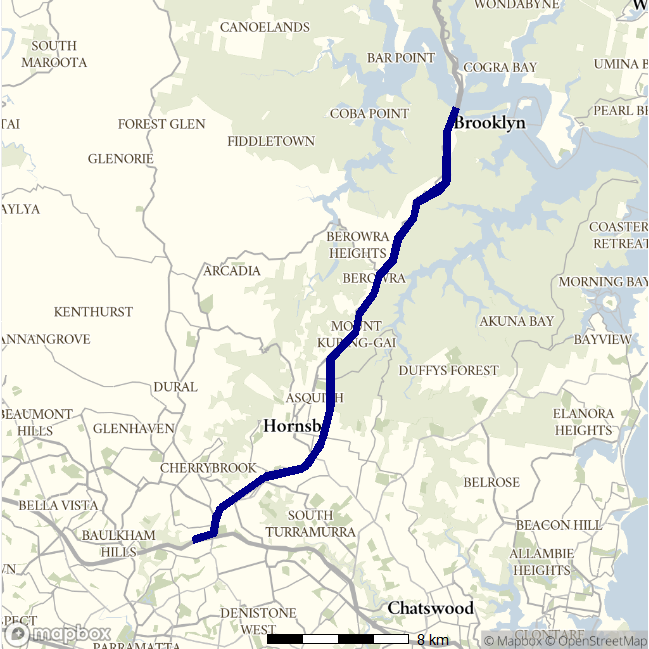 WONDABYNE
CANOELANDS
SOUTH
MAROOTA
BAR POINT
COGRA BAY
UMINA B
COBA POINT
PEARL BE
FOREST GLEN
Brooklyn
TAI
FIDDLETOWN
GLENORIE
AYLYA
COASTER
RETREAT
BEROWRA
HEIGHTS
ARCADIA
BEROWRA
MORNING BAY
KENTHURST
AKUNA BAY
MOUNT
KURING-GAI
ANNANGROVE
BAYVIEW
DUFFYS FOREST
DURAL
ASQUITH
BEAUMONT
HILLS
GLENHAVEN
Hornsb
ELANORA
HEIGHTS
CHERRYBROOK
BELROSE
BELLA VISTA
SOUTH
TURRAMURRA
BEACON HILL
BAULKHAM
HILLS
ALLAMBIE
HEIGHTS
WN
Chatswood
DENISTONE
WEST
PECT
CLONTARF
PARRAMATTA
mapbox
8 km
© Mapbox © OpenStreetMap